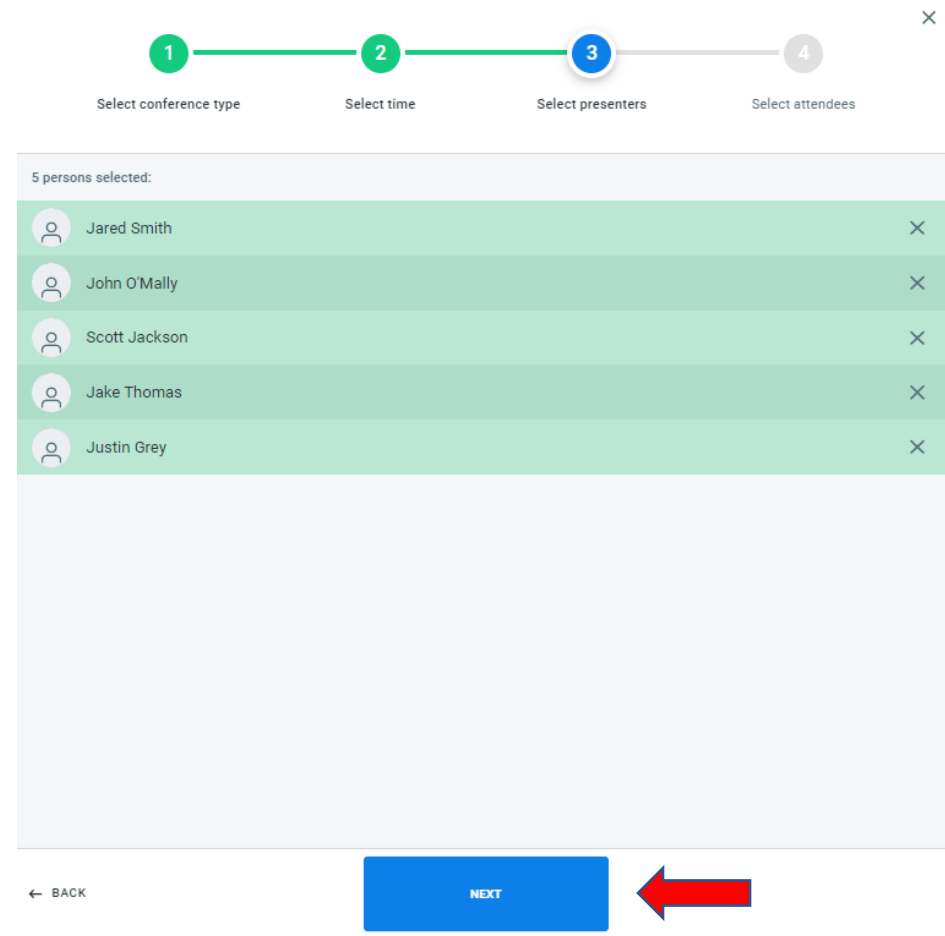 1 2 3 4
Select conference type Select time Select presenters Select attendees
5 persons selected:
Jared Smith
John O'Mally
Scott Jackson
Jake Thomas
Justin Grey
BACK NEXT